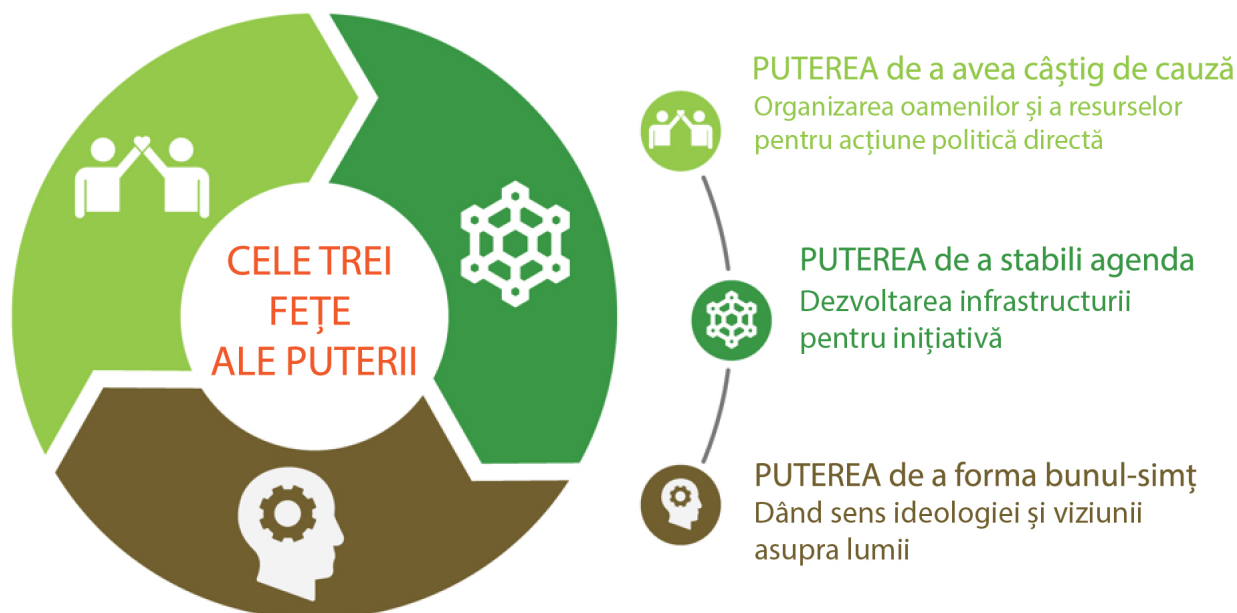 CELE TREI
FEȚE
ALE PUTERII
PUTEREA de a avea câștig de cauză
Organizarea oamenilor și a resurselor
pentru acțiune politică directă
PUTEREA de a stabili agenda
Dezvoltarea infrastructurii
pentru inițiativă
PUTEREA de a forma bunul-simț
Dând sens ideologiei și viziunii
asupra lumii